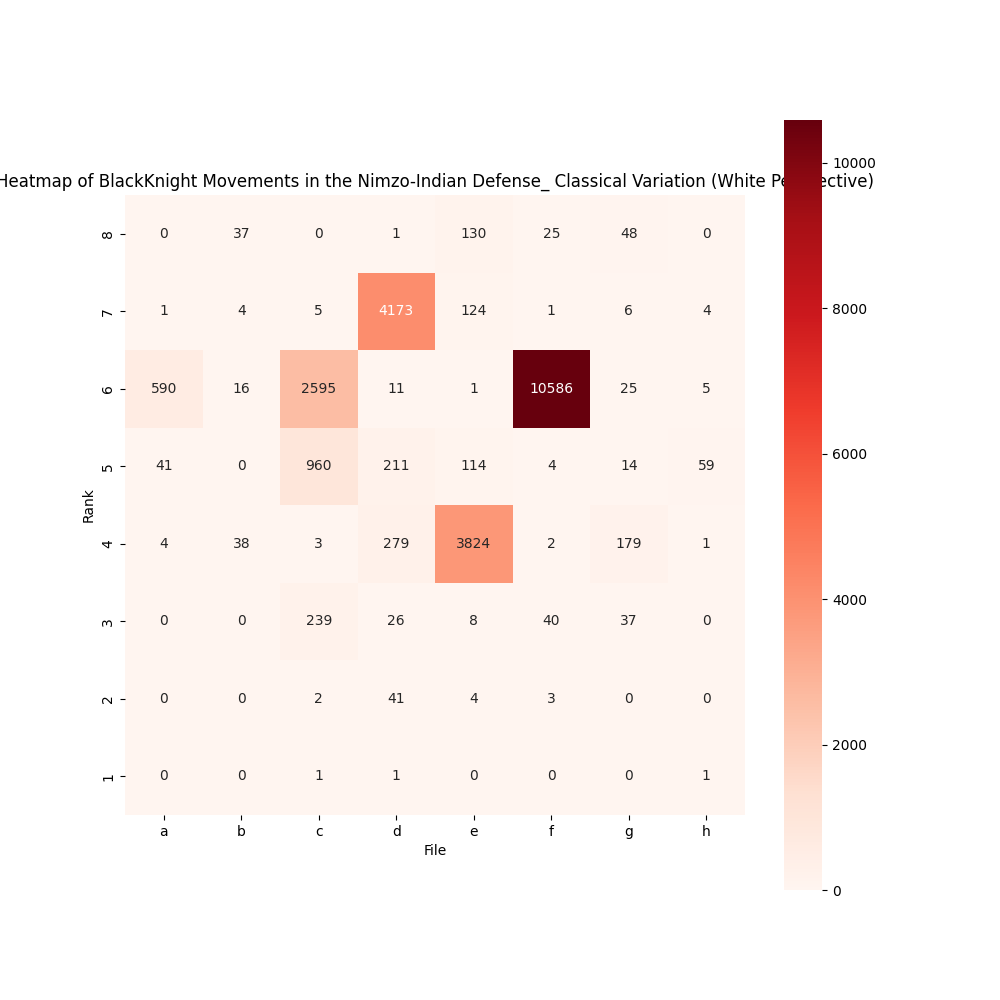 Heatmap of BlackKnight Movements in the Nimzo-Indian Defense_ Classical Variation (White Perspective)
10000
8 0 37 0 1 130 25 48 0
8000
7 1 4 5 4173 124 1 6 4
6 590 16 2595 11 1 10586 25 5
6000
5 41 0 960 211 114 4 14 59
Rank
4 4 38 3 279 3824 2 179 1
4000
3 0 0 239 26 8 40 37 0
2 0 0 2 41 4 3 0 0
2000
1 0 0 1 1 0 0 0 1
a b c d e f g h
File
0